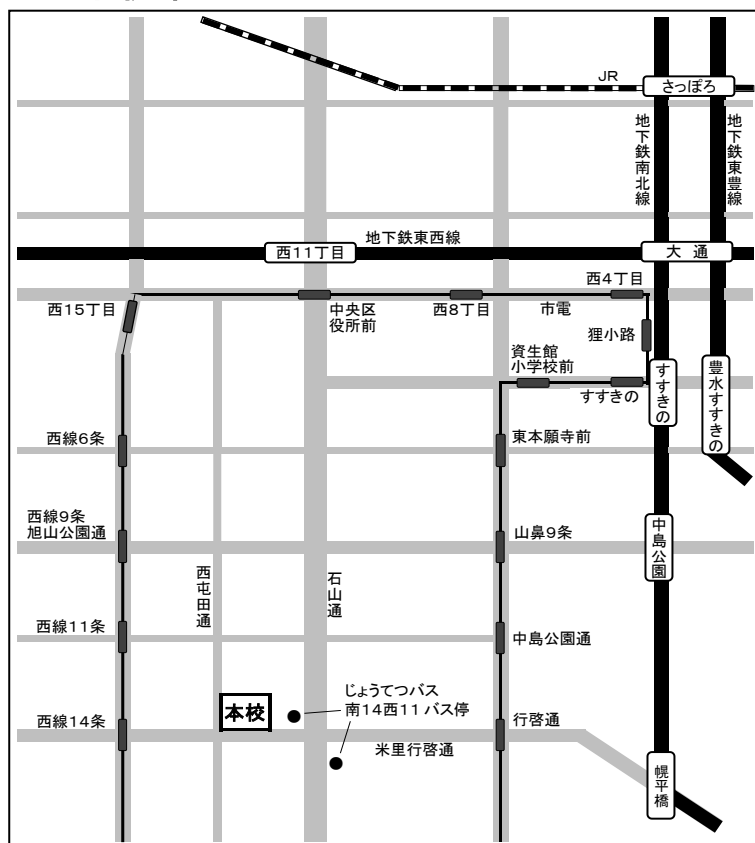 JR
さっぽろ
地下鉄南北線
地下鉄東豊線
地下鉄東西線
西11丁目
大通
西4丁目
西15丁目
中央区
役所前
西8丁目
市電
狸小路
資生館
小学校前
すすきの
すすきの
豊水すすきの
西線6条
東本願寺前
西線9条
旭山公園通
山鼻9条
中島公園
西屯田通
石山通
西線11条
中島公園通
じょうてつバス
南14西11 バス停
本校
西線14条
行啓通
米里行啓通
幌平橋